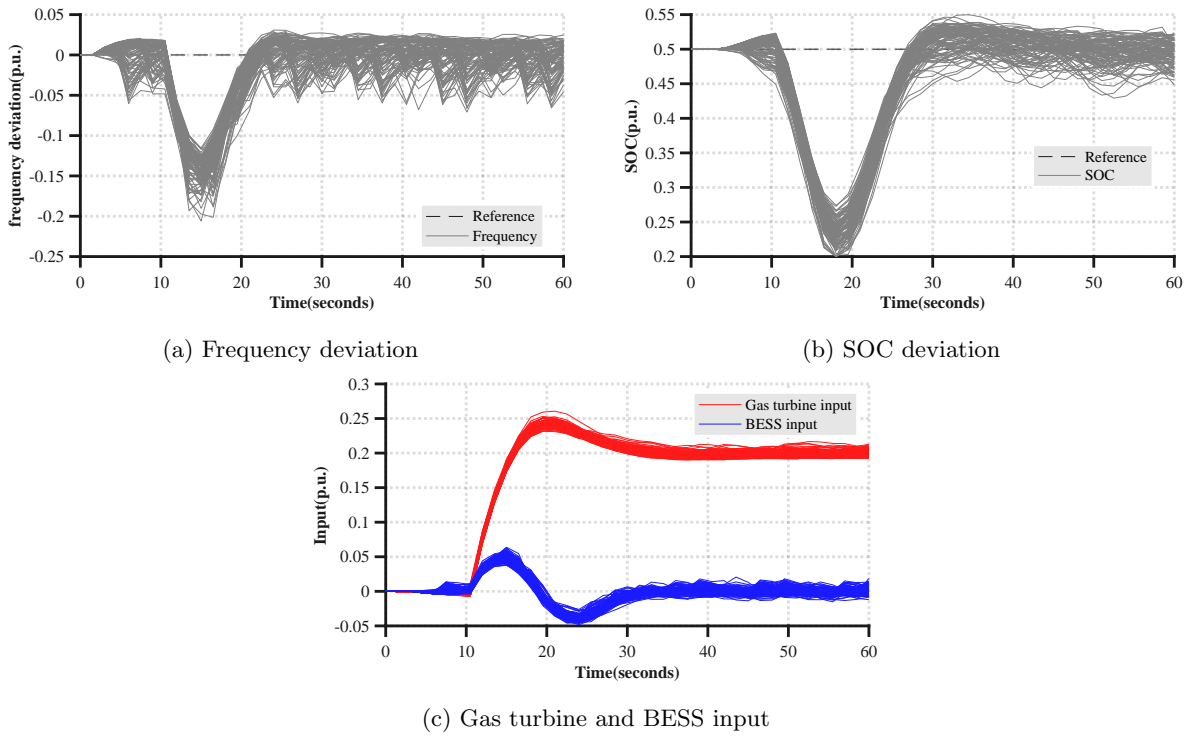 0.05
0
-0.05
-0.1
-0.15
-0.2
-0.25
frequency deviation(p.u.)
Reference
Frequency
0 10 20 30 40 50 60
Time(seconds)
(a) Frequency deviation
0.55
0.5
0.45
0.4
0.35
0.3
0.25
0.2
SOC(p.u.)
Reference
SOC
0 10 20 30 40 50 60
Time(seconds)
(b) SOC deviation
0.3
0.25
0.2
0.15
0.1
0.05
0
-0.05
Input(p.u.)
Gas turbine input
BESS input
0 10 20 30 40 50 60
Time(seconds)
(c) Gas turbine and BESS input